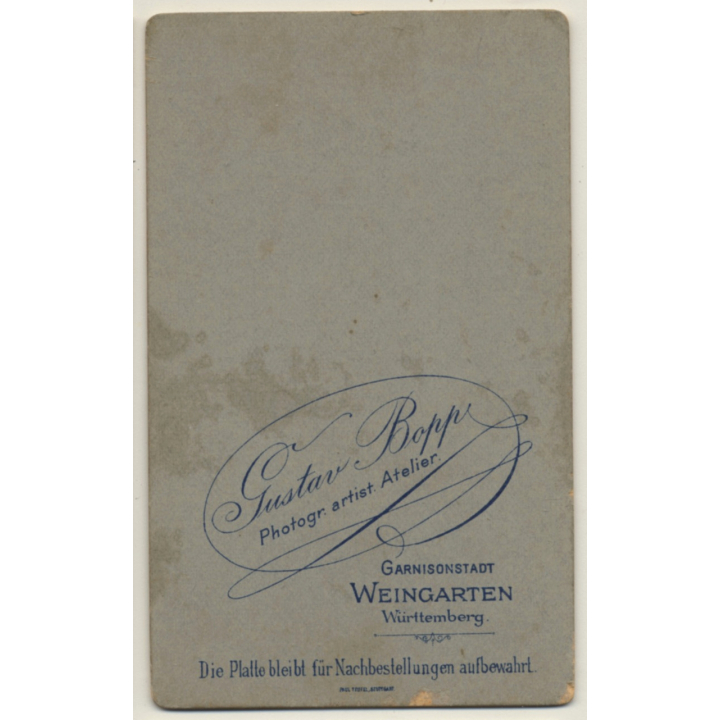 Gustav Bopp
Photogr. artist. Atelier.
GARNISONSTADT
WEINGARTEN
Württemberg.
Die Platte bleibt für Nachbestellungen aufbewahrt.